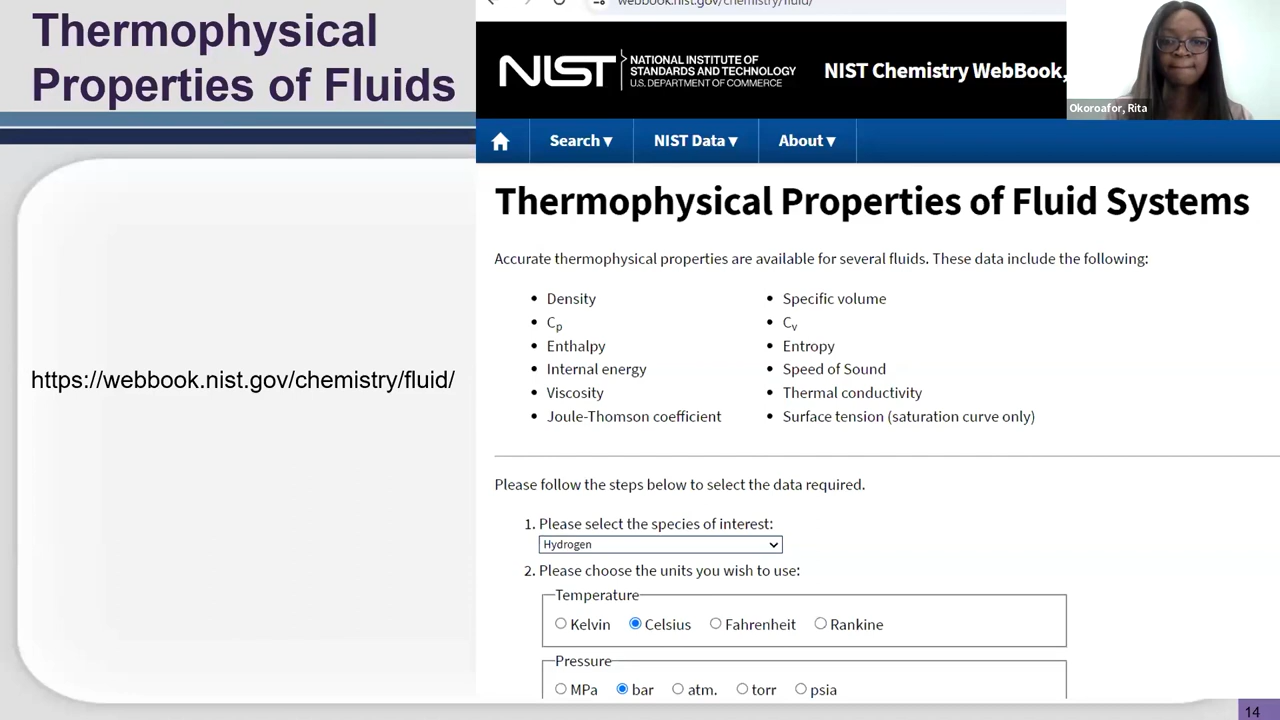 Thermophysical
Properties of Fluids
https://webbook.nist.gov/chemistry/fluid/
webbook.nist.gov/chemistry/fluid/
NIST
NATIONAL INSTITUTE OF
STANDARDS AND TECHNOLOGY
U.S. DEPARTMENT OF COMMERCE
NIST Chemistry WebBook,
Okoroafor, Rita
Search ▾
NIST Data ▾
About ▾
Thermophysical Properties of Fluid Systems
Accurate thermophysical properties are available for several fluids. These data include the following:
• Density
• Cp
• Enthalpy
• Internal energy
• Viscosity
• Joule-Thomson coefficient
• Specific volume
• Cv
• Entropy
• Speed of Sound
• Thermal conductivity
• Surface tension (saturation curve only)
Please follow the steps below to select the data required.
1. Please select the species of interest:
Hydrogen
2. Please choose the units you wish to use:
Temperature
Kelvin Celsius Fahrenheit Rankine
Pressure
MPa bar atm. torr psia
14